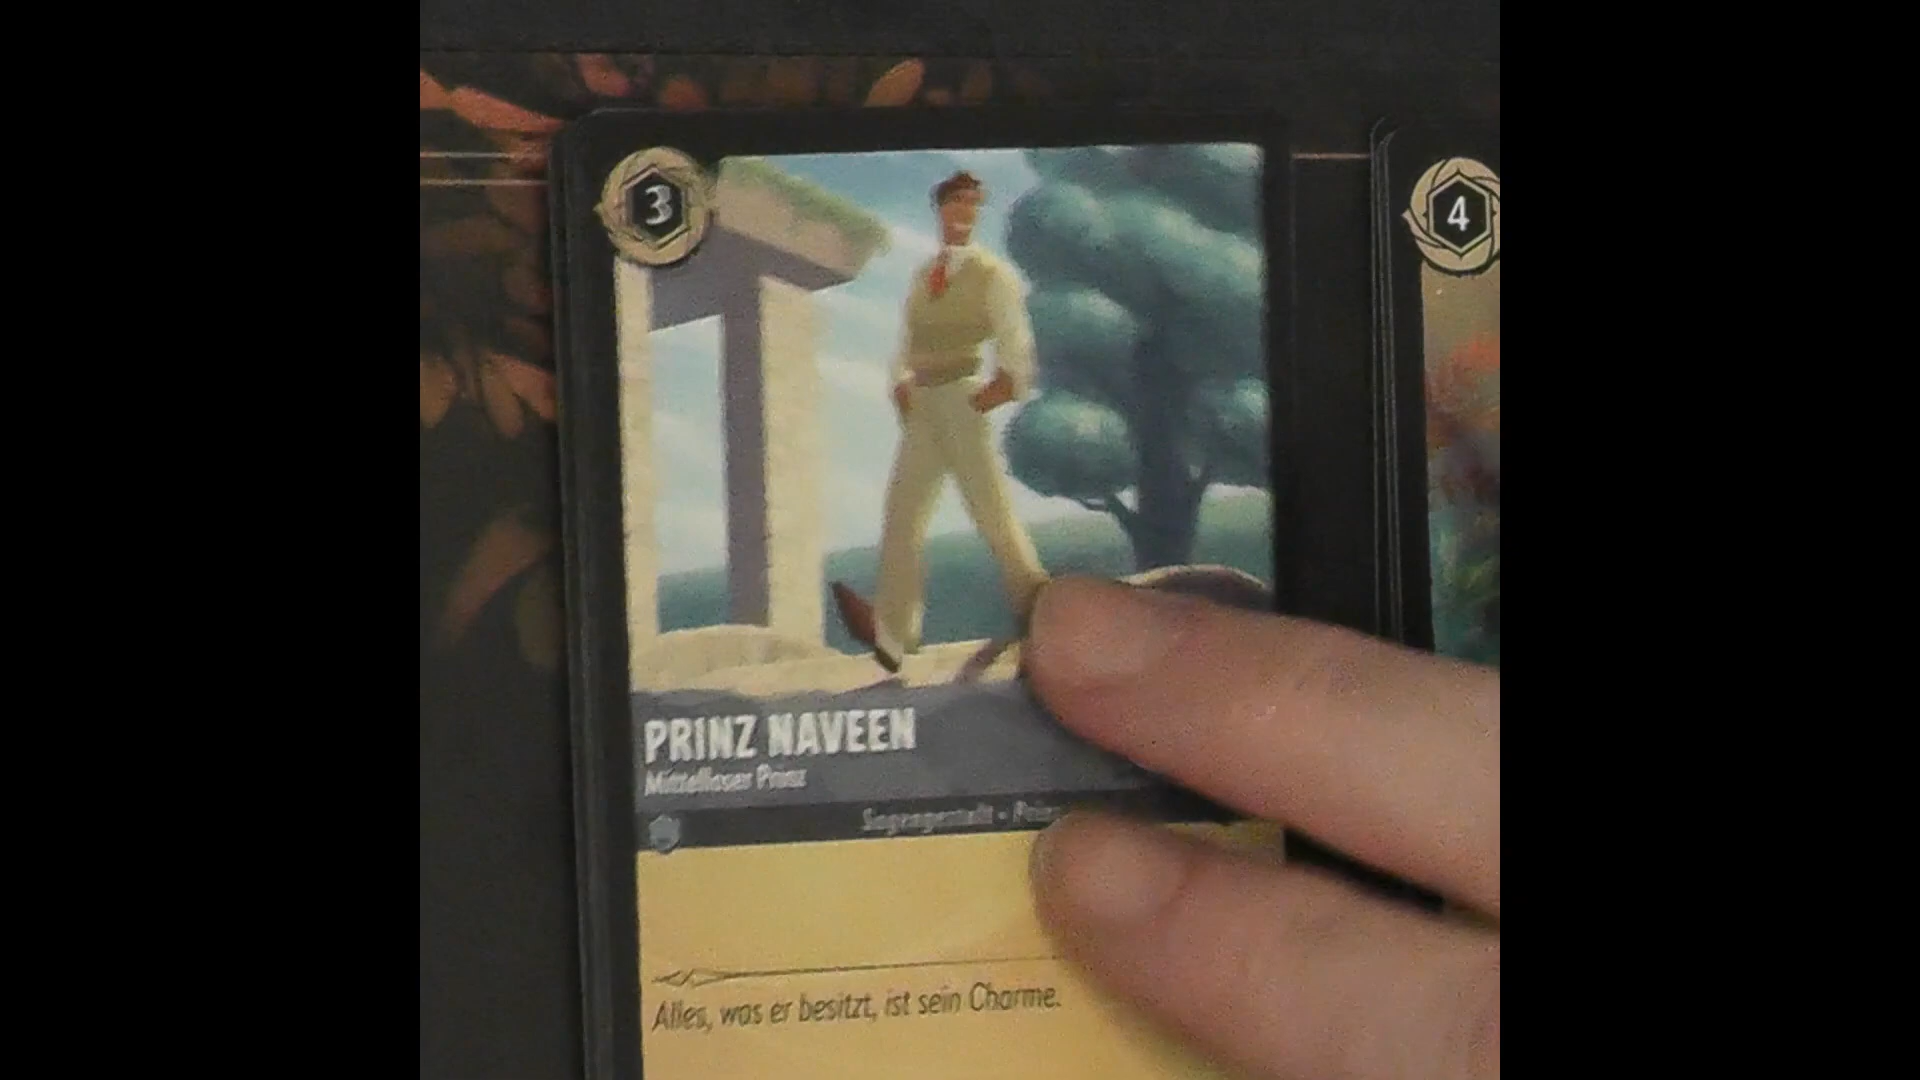 3
4
PRINZ NAVEEN
Mittelloser Prinz
Alles, was er besitzt, ist sein Charme.